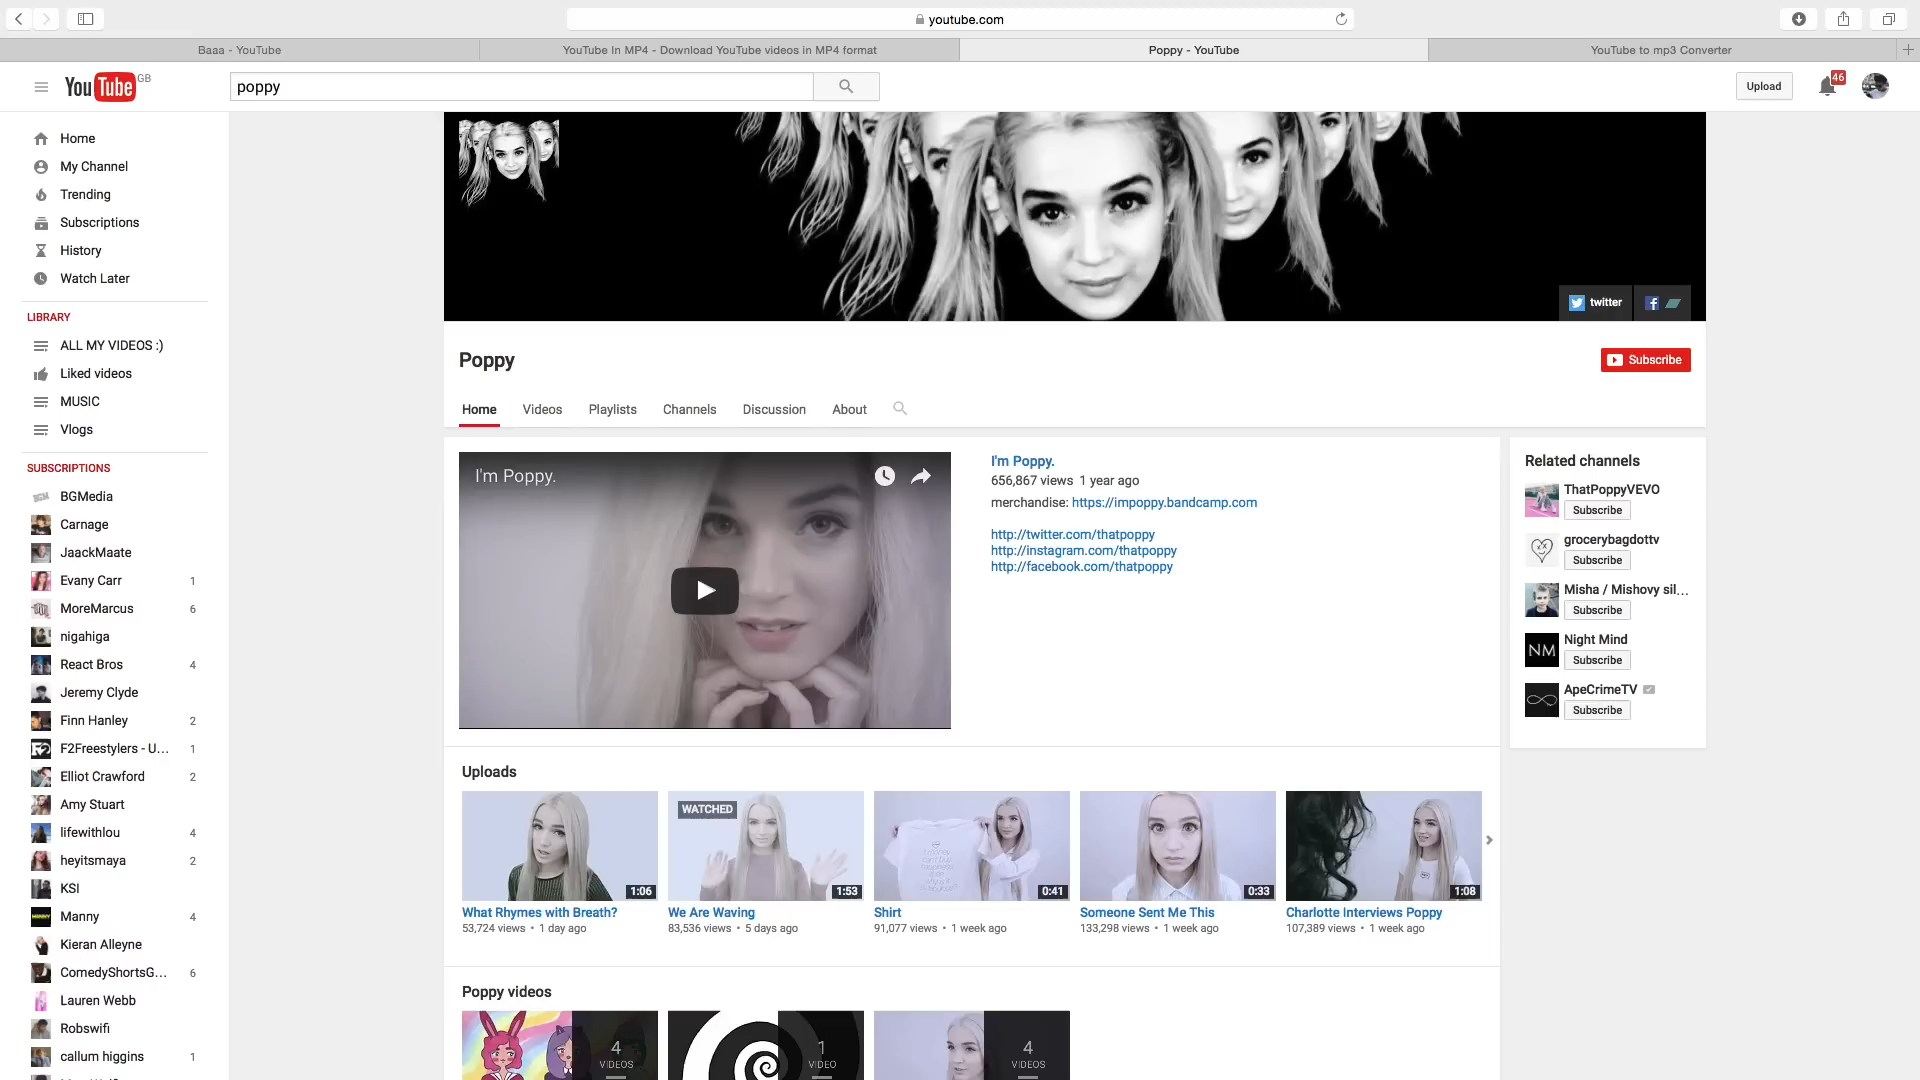 youtube.com
Baaa - YouTube
YouTube In MP4 - Download YouTube videos in MP4 format
Poppy - YouTube
YouTube to mp3 Converter
YouTube GB
poppy
Upload
46
Home
My Channel
Trending
Subscriptions
History
Watch Later
LIBRARY
ALL MY VIDEOS :)
Liked videos
MUSIC
Vlogs
SUBSCRIPTIONS
BGMedia
Carnage
JaackMaate
Evany Carr 1
MoreMarcus 6
nigahiga
React Bros 4
Jeremy Clyde
Finn Hanley 2
F2Freestylers - U... 1
Elliot Crawford 2
Amy Stuart
lifewithlou 4
heyitsmaya 2
KSI
Manny 4
Kieran Alleyne
ComedyShortsG... 6
Lauren Webb
Robswifi
callum higgins 1
twitter
Poppy
Subscribe
Home
Videos
Playlists
Channels
Discussion
About
I'm Poppy.
I'm Poppy.
656,867 views 1 year ago
merchandise: https://impoppy.bandcamp.com
http://twitter.com/thatpoppy
http://instagram.com/thatpoppy
http://facebook.com/thatpoppy
Related channels
ThatPoppyVEVO
Subscribe
grocerybagdottv
Subscribe
Misha / Mishovy sil...
Subscribe
NM
Night Mind
Subscribe
ApeCrimeTV
Subscribe
Uploads
1:06
What Rhymes with Breath?
53,724 views • 1 day ago
WATCHED
1:53
We Are Waving
83,536 views • 5 days ago
0:41
Shirt
91,077 views • 1 week ago
0:33
Someone Sent Me This
133,298 views • 1 week ago
1:08
Charlotte Interviews Poppy
107,389 views • 1 week ago
Poppy videos
4
VIDEOS
1
VIDEO
4
VIDEOS